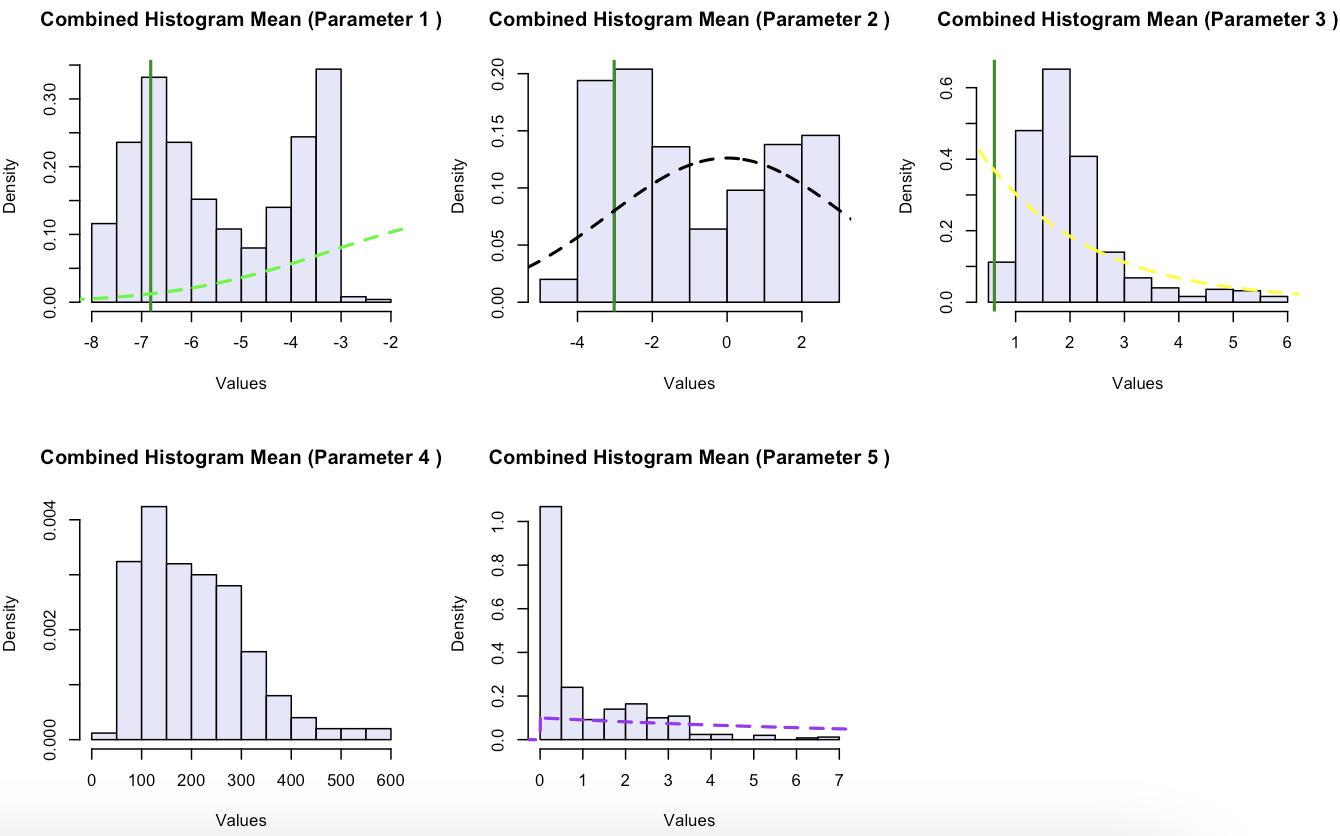 Combined Histogram Mean (Parameter 1 )
Density
0.00 0.10 0.20 0.30
-8 -7 -6 -5 -4 -3 -2
Values
Combined Histogram Mean (Parameter 2 )
Density
0.00 0.05 0.10 0.15 0.20
-4 -2 0 2
Values
Combined Histogram Mean (Parameter 3 )
Density
0.0 0.2 0.4 0.6
1 2 3 4 5 6
Values
Combined Histogram Mean (Parameter 4 )
Density
0.000 0.002 0.004
0 100 200 300 400 500 600
Values
Combined Histogram Mean (Parameter 5 )
Density
0.0 0.2 0.4 0.6 0.8 1.0
0 1 2 3 4 5 6 7
Values